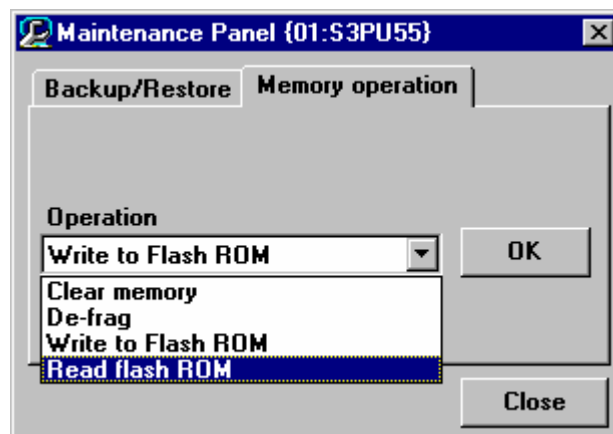 Maintenance Panel {01:S3PU55}
Backup/Restore
Memory operation
Operation
Write to Flash ROM
OK
Clear memory
De-frag
Write to Flash ROM
Read flash ROM
Close